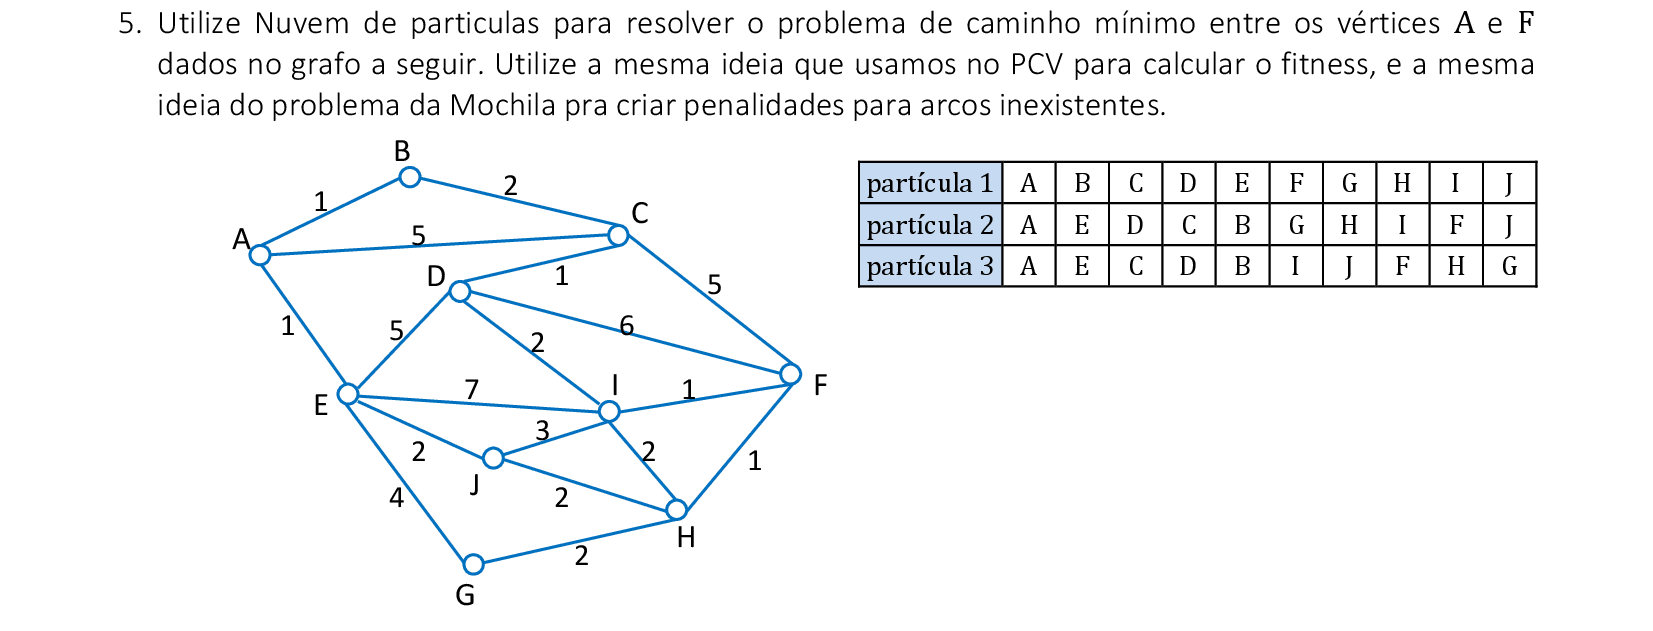 5. Utilize Nuvem de particulas para resolver o problema de caminho mínimo entre os vértices A e F
dados no grafo a seguir. Utilize a mesma ideia que usamos no PCV para calcular o fitness, e a mesma
ideia do problema da Mochila pra criar penalidades para arcos inexistentes.
B
1
2
C
A
5
D
1
5
1
5
6
2
E
7
I
1
F
3
2
2
1
J
4
2
H
2
G
partícula 1 A B C D E F G H I J
partícula 2 A E D C B G H I F J
partícula 3 A E C D B I J F H G